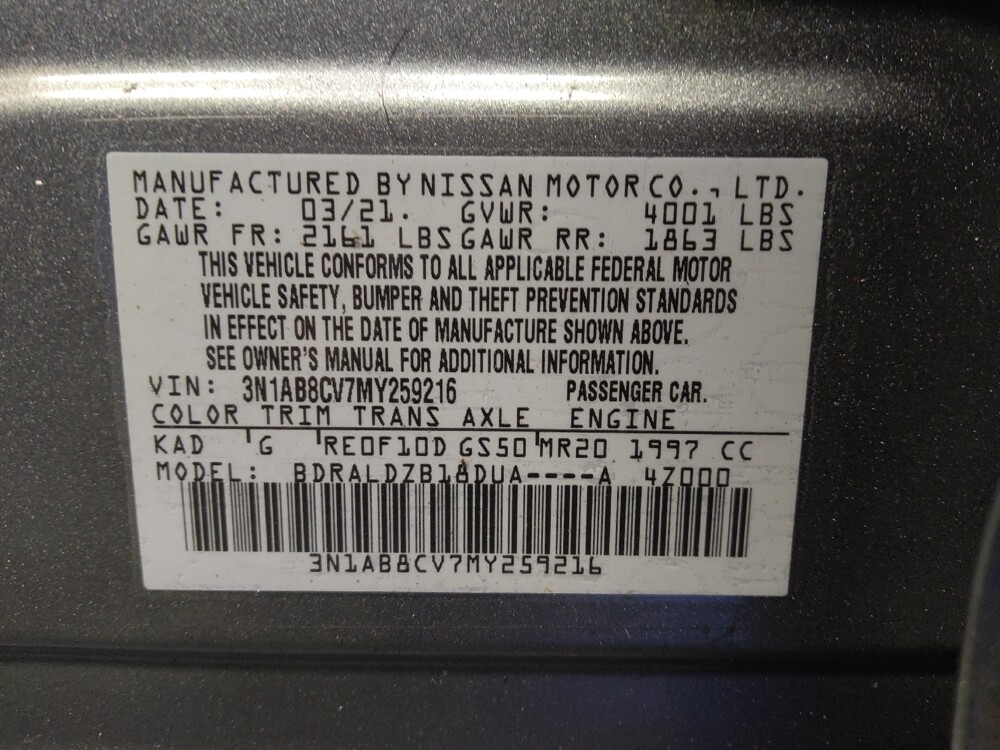 MANUFACTURED BY NISSAN MOTOR CO., LTD.
DATE: 03/21. GVWR: 4001 LBS
GAWR FR: 2161 LBS GAWR RR: 1863 LBS
THIS VEHICLE CONFORMS TO ALL APPLICABLE FEDERAL MOTOR
VEHICLE SAFETY, BUMPER AND THEFT PREVENTION STANDARDS
IN EFFECT ON THE DATE OF MANUFACTURE SHOWN ABOVE.
SEE OWNER'S MANUAL FOR ADDITIONAL INFORMATION.
VIN: 3N1AB8CV7MY259216 PASSENGER CAR.
COLOR TRIM TRANS AXLE ENGINE
KAD G RE0F10D GS50 MR20 1997 CC
MODEL: BDRALDZB18DUA----A 4Z000
3N1AB8CV7MY259216